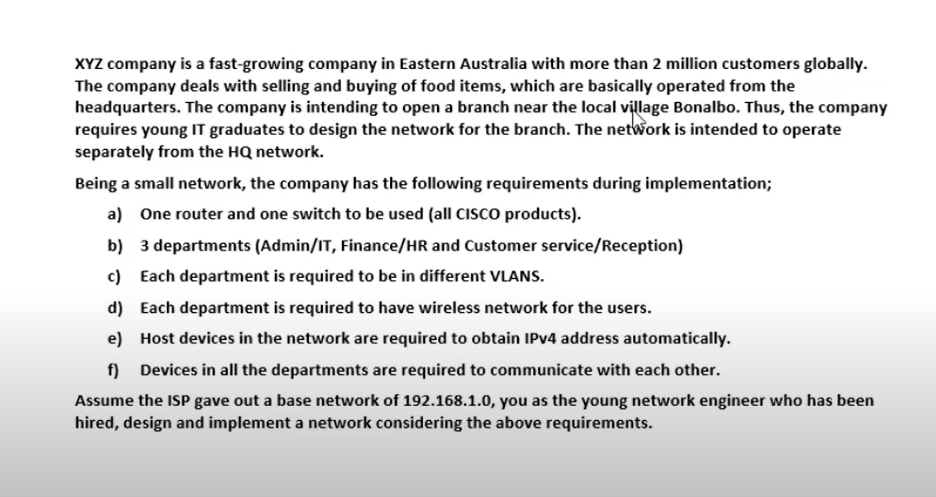 XYZ company is a fast-growing company in Eastern Australia with more than 2 million customers globally.
The company deals with selling and buying of food items, which are basically operated from the
headquarters. The company is intending to open a branch near the local village Bonalbo. Thus, the company
requires young IT graduates to design the network for the branch. The network is intended to operate
separately from the HQ network.
Being a small network, the company has the following requirements during implementation;
a) One router and one switch to be used (all CISCO products).
b) 3 departments (Admin/IT, Finance/HR and Customer service/Reception)
c) Each department is required to be in different VLANS.
d) Each department is required to have wireless network for the users.
e) Host devices in the network are required to obtain IPv4 address automatically.
f) Devices in all the departments are required to communicate with each other.
Assume the ISP gave out a base network of 192.168.1.0, you as the young network engineer who has been
hired, design and implement a network considering the above requirements.